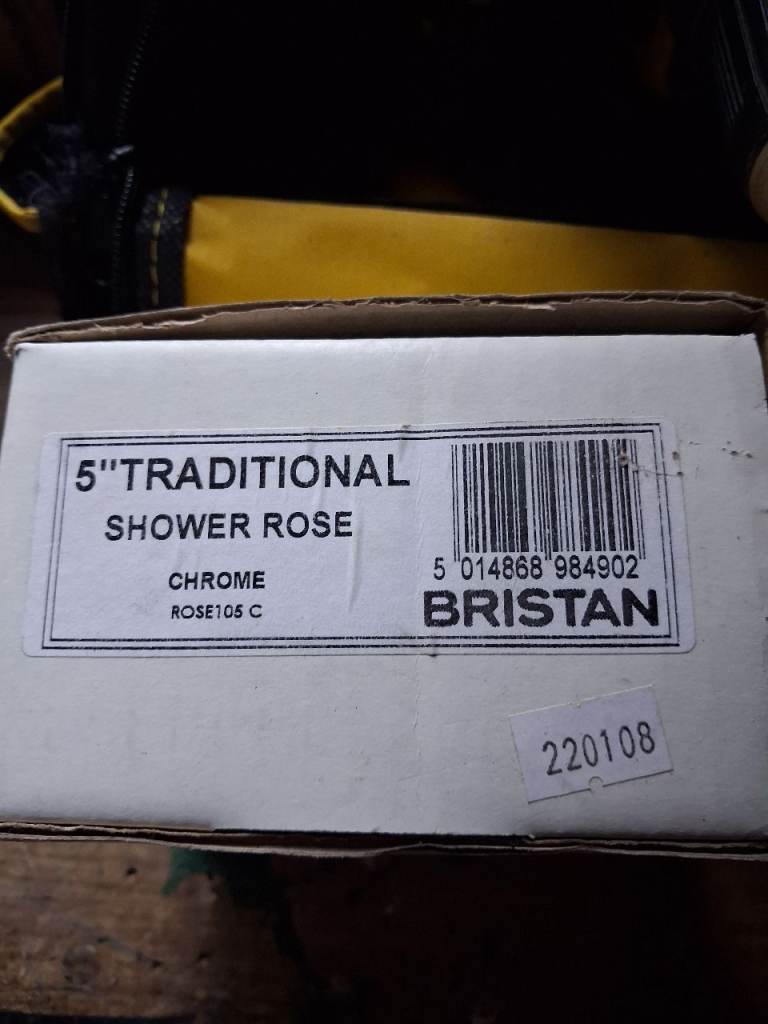 5"TRADITIONAL
SHOWER ROSE
CHROME
ROSE105 C
5 014868 984902
BRISTAN
220108